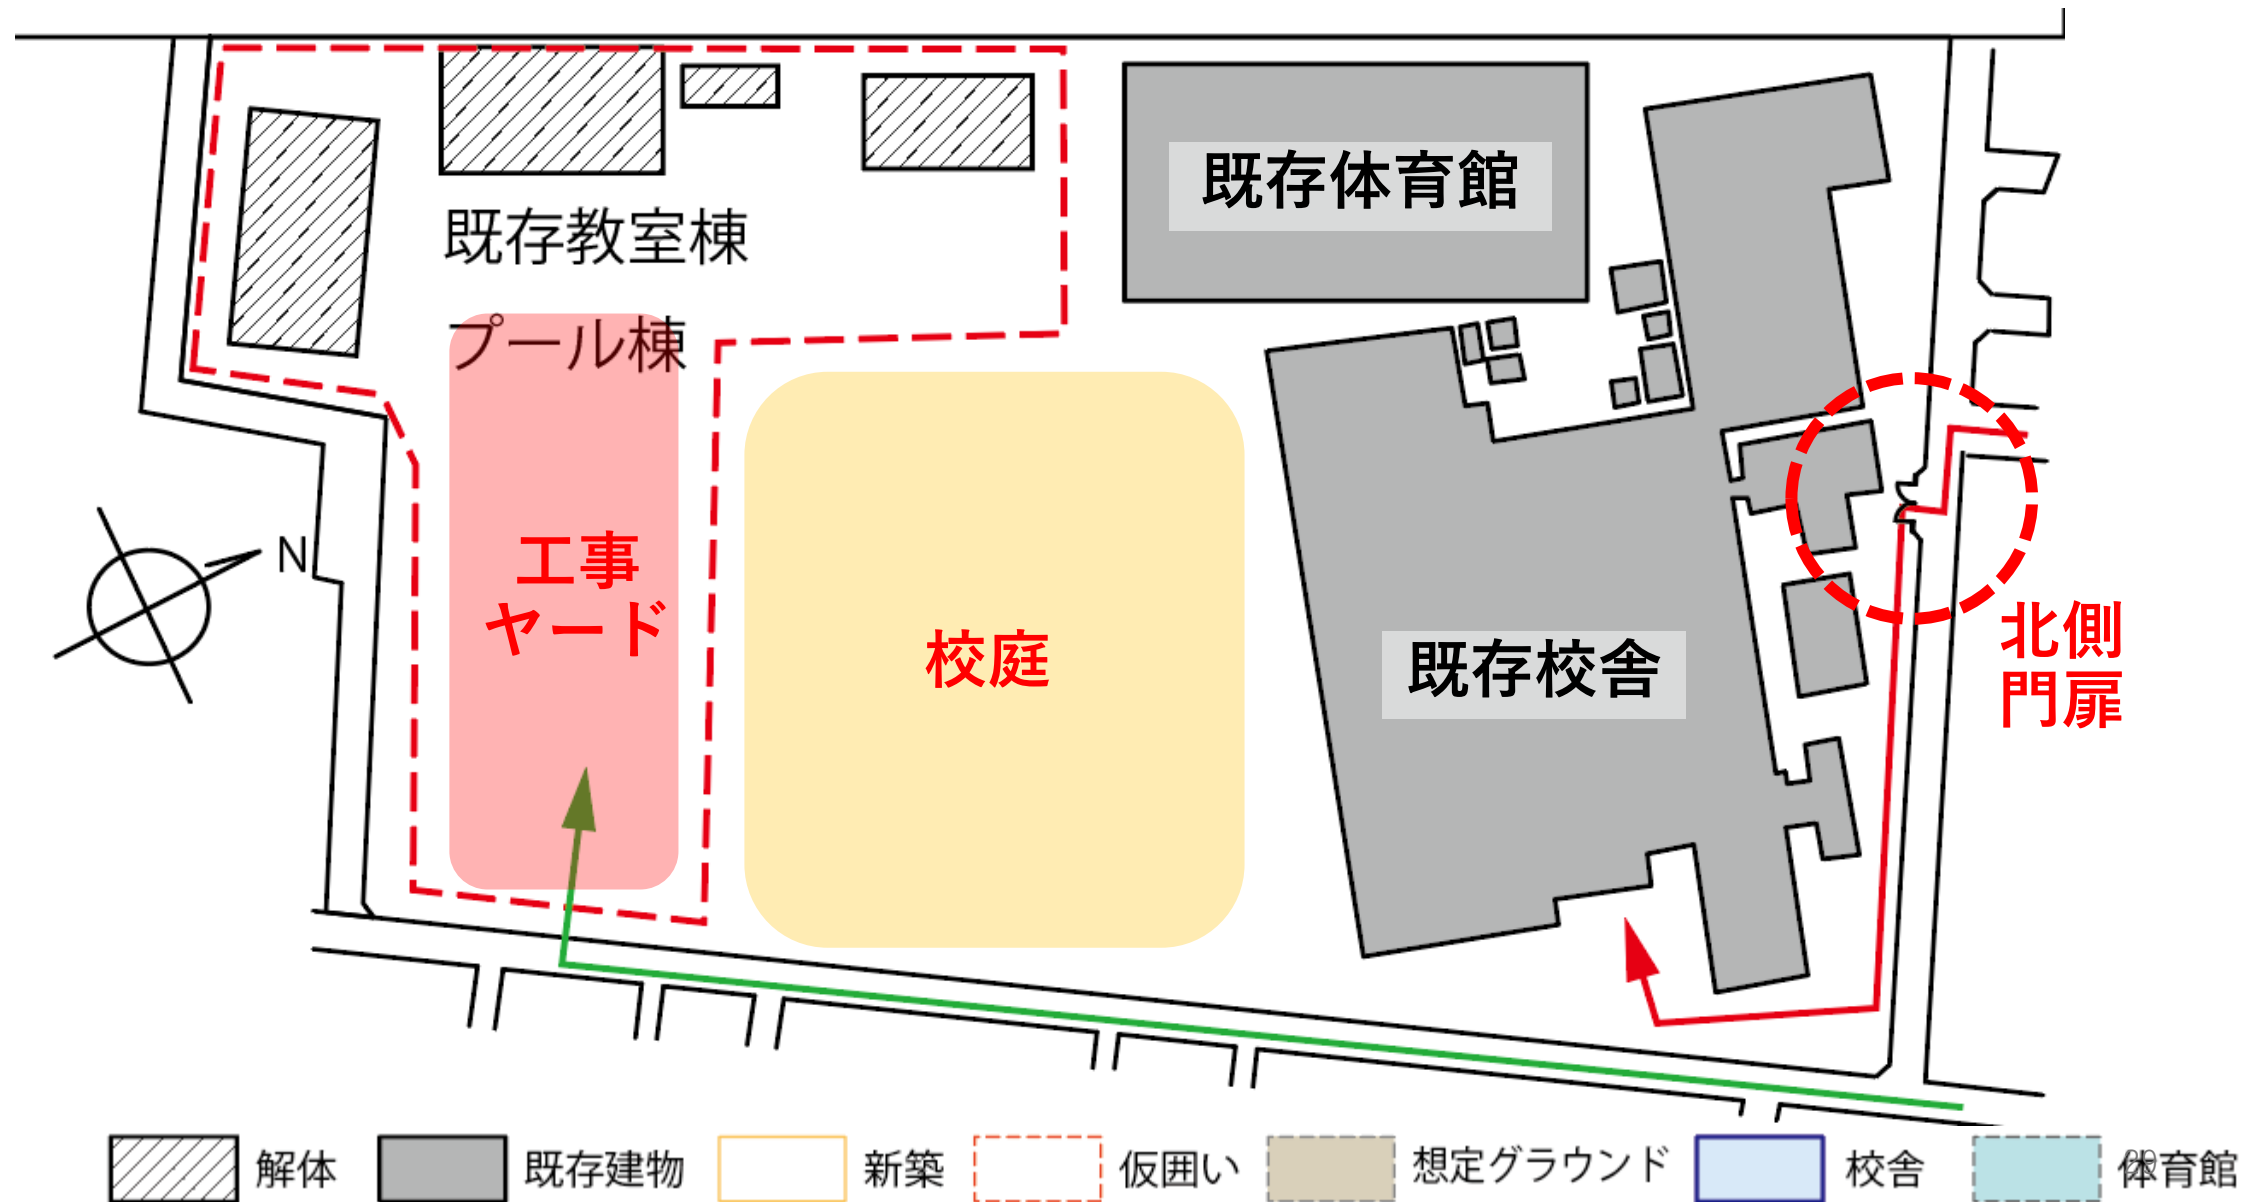 既存体育館
既存教室棟
プール棟
N
工事
ヤード
校庭
既存校舎
北側
門扉
解体
既存建物
新築
仮囲い
想定グラウンド
校舎
体育館